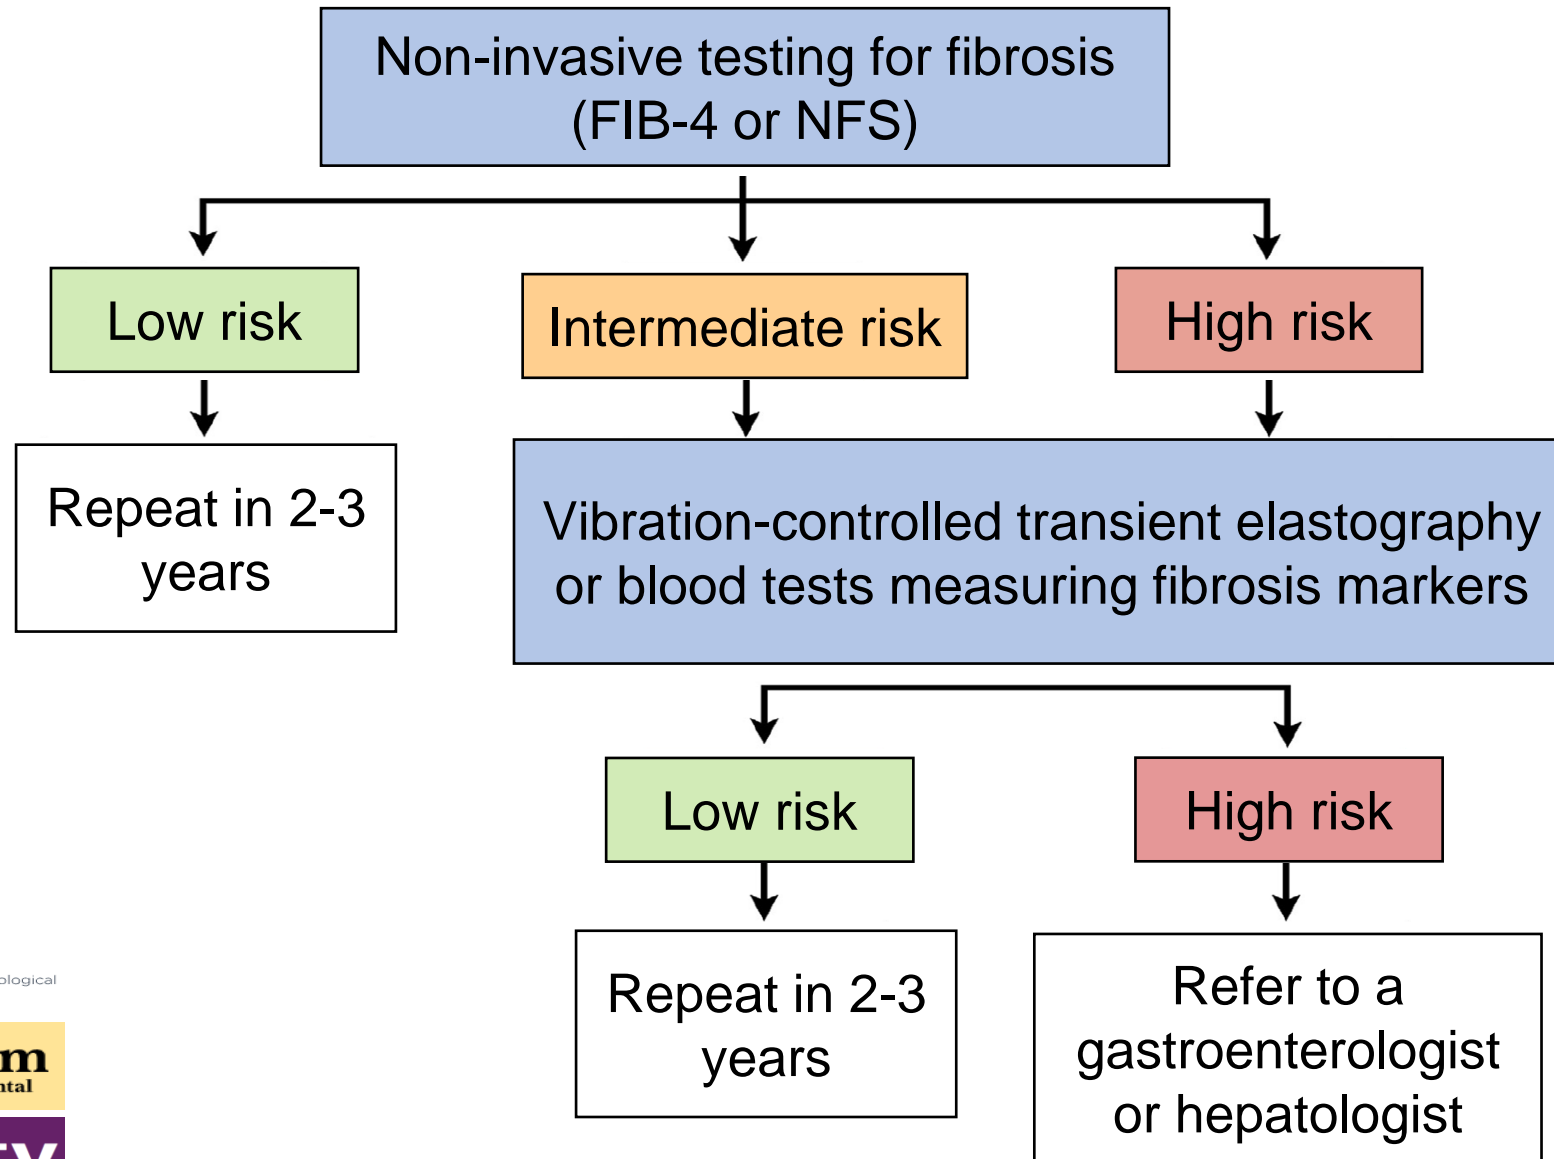 Non-invasive testing for fibrosis
(FIB-4 or NFS)
Low risk
Intermediate risk
High risk
Repeat in 2-3
years
Vibration-controlled transient elastography
or blood tests measuring fibrosis markers
Low risk
High risk
Repeat in 2-3
years
Refer to a
gastroenterologist
or hepatologist